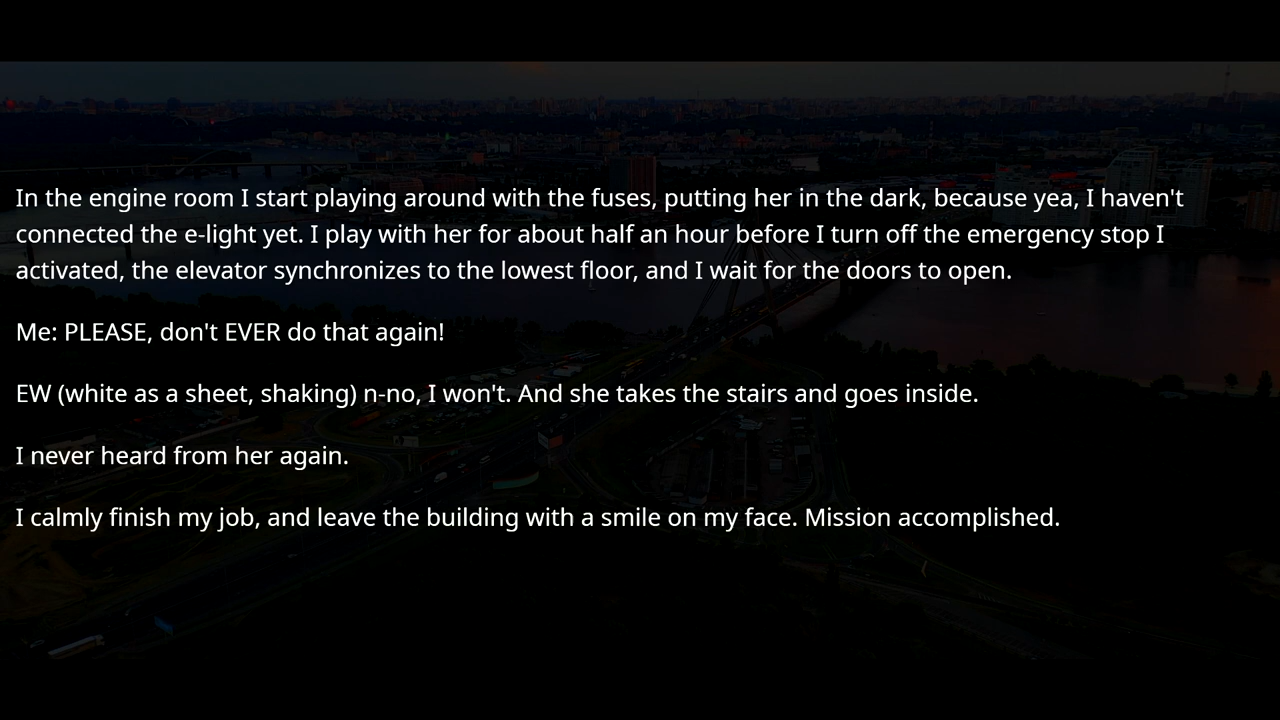 In the engine room I start playing around with the fuses, putting her in the dark, because yea, I haven't
connected the e-light yet. I play with her for about half an hour before I turn off the emergency stop I
activated, the elevator synchronizes to the lowest floor, and I wait for the doors to open.
Me: PLEASE, don't EVER do that again!
EW (white as a sheet, shaking) n-no, I won't. And she takes the stairs and goes inside.
I never heard from her again.
I calmly finish my job, and leave the building with a smile on my face. Mission accomplished.